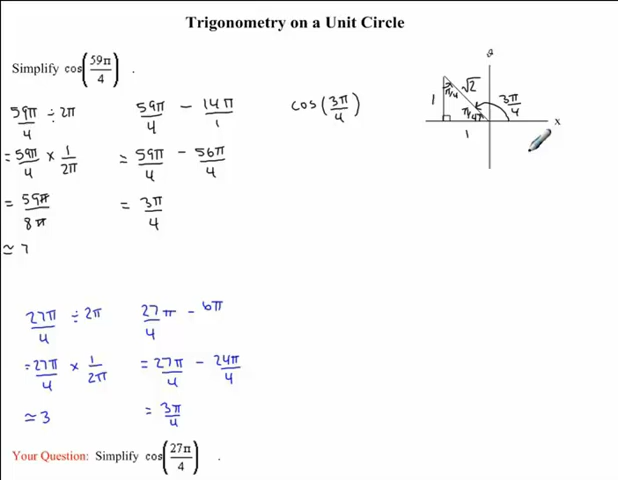 Trigonometry on a Unit Circle
Simplify cos(59π/4) .
59π/4 ÷ 2π
= 59π/4 × 1/2π
= 59π/8π
≃ 7
59π/4 − 14π/1
= 59π/4 − 56π/4
= 3π/4
cos(3π/4)
π/4
√2
1
π/4
3π/4
x
1
27π/4 ÷ 2π
= 27π/4 × 1/2π
≃ 3
27π/4 − 6π
= 27π/4 − 24π/4
= 3π/4
Your Question: Simplify cos(27π/4) .